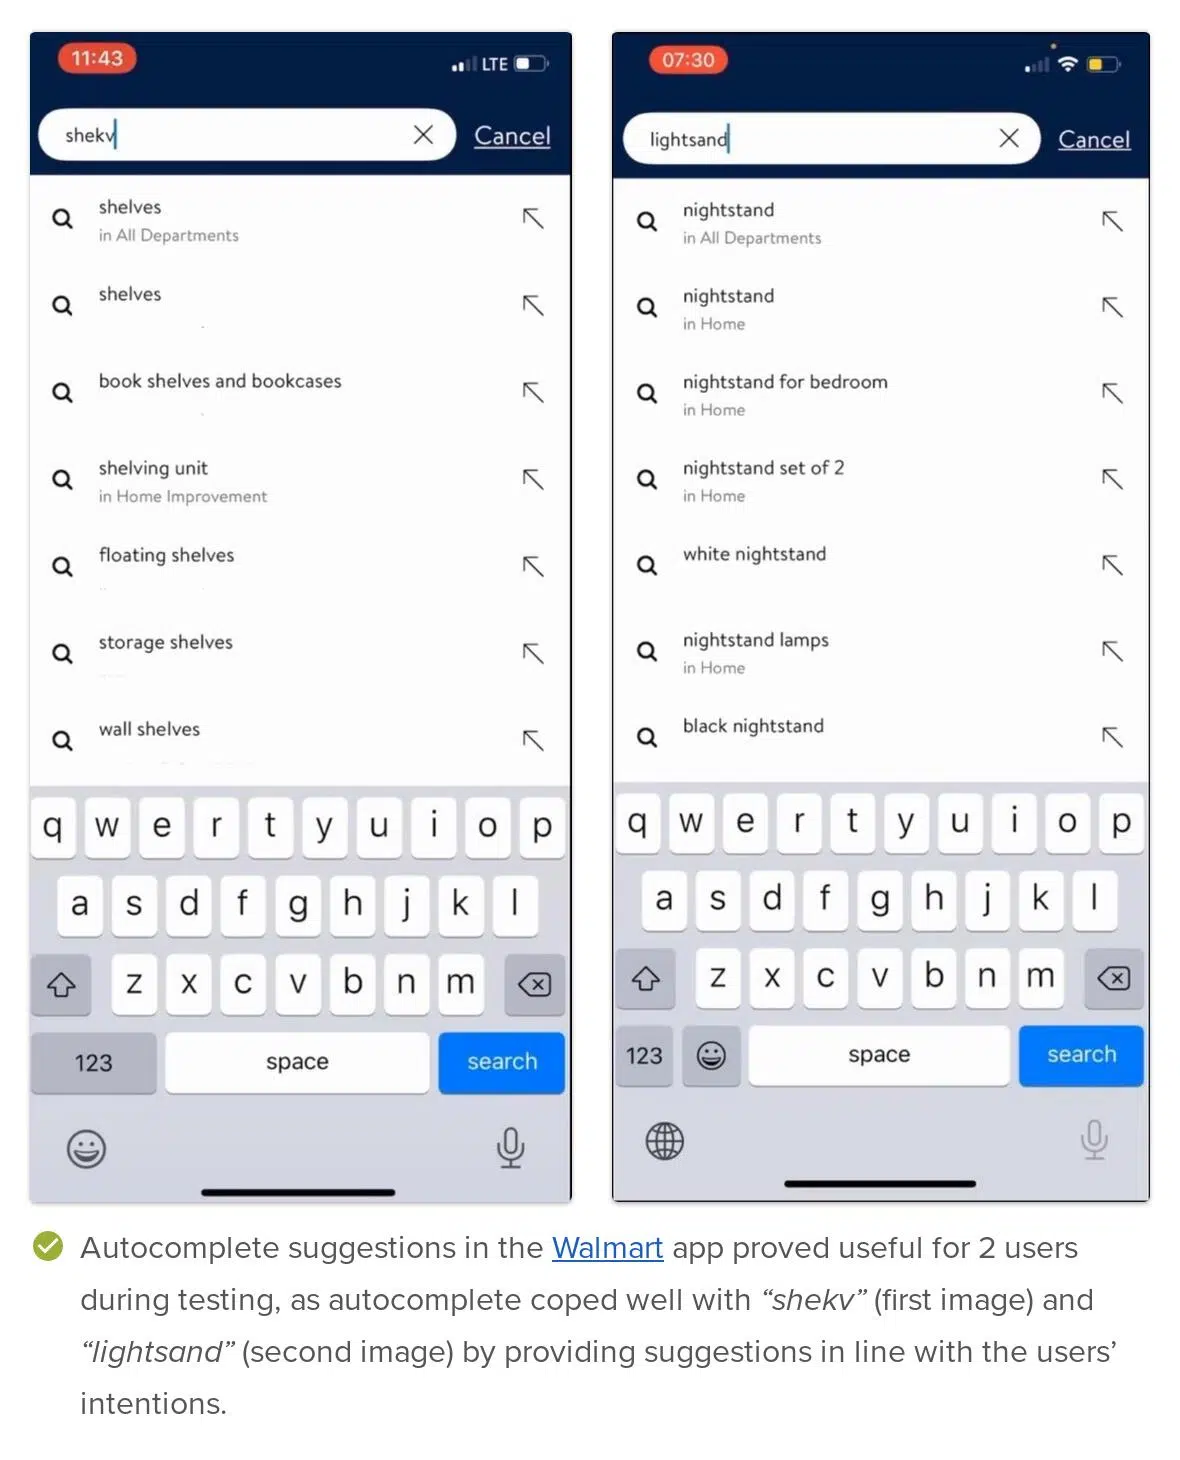 11:43
LTE
shekv
Cancel
shelves
in All Departments
shelves
book shelves and bookcases
shelving unit
in Home Improvement
floating shelves
storage shelves
wall shelves
q w e r t y u i o p
a s d f g h j k l
z x c v b n m
123 space search
07:30
lightsand
Cancel
nightstand
in All Departments
nightstand
in Home
nightstand for bedroom
in Home
nightstand set of 2
in Home
white nightstand
nightstand lamps
in Home
black nightstand
q w e r t y u i o p
a s d f g h j k l
z x c v b n m
123 space search
Autocomplete suggestions in the Walmart app proved useful for 2 users
during testing, as autocomplete coped well with “shekv” (first image) and
“lightsand” (second image) by providing suggestions in line with the users’
intentions.